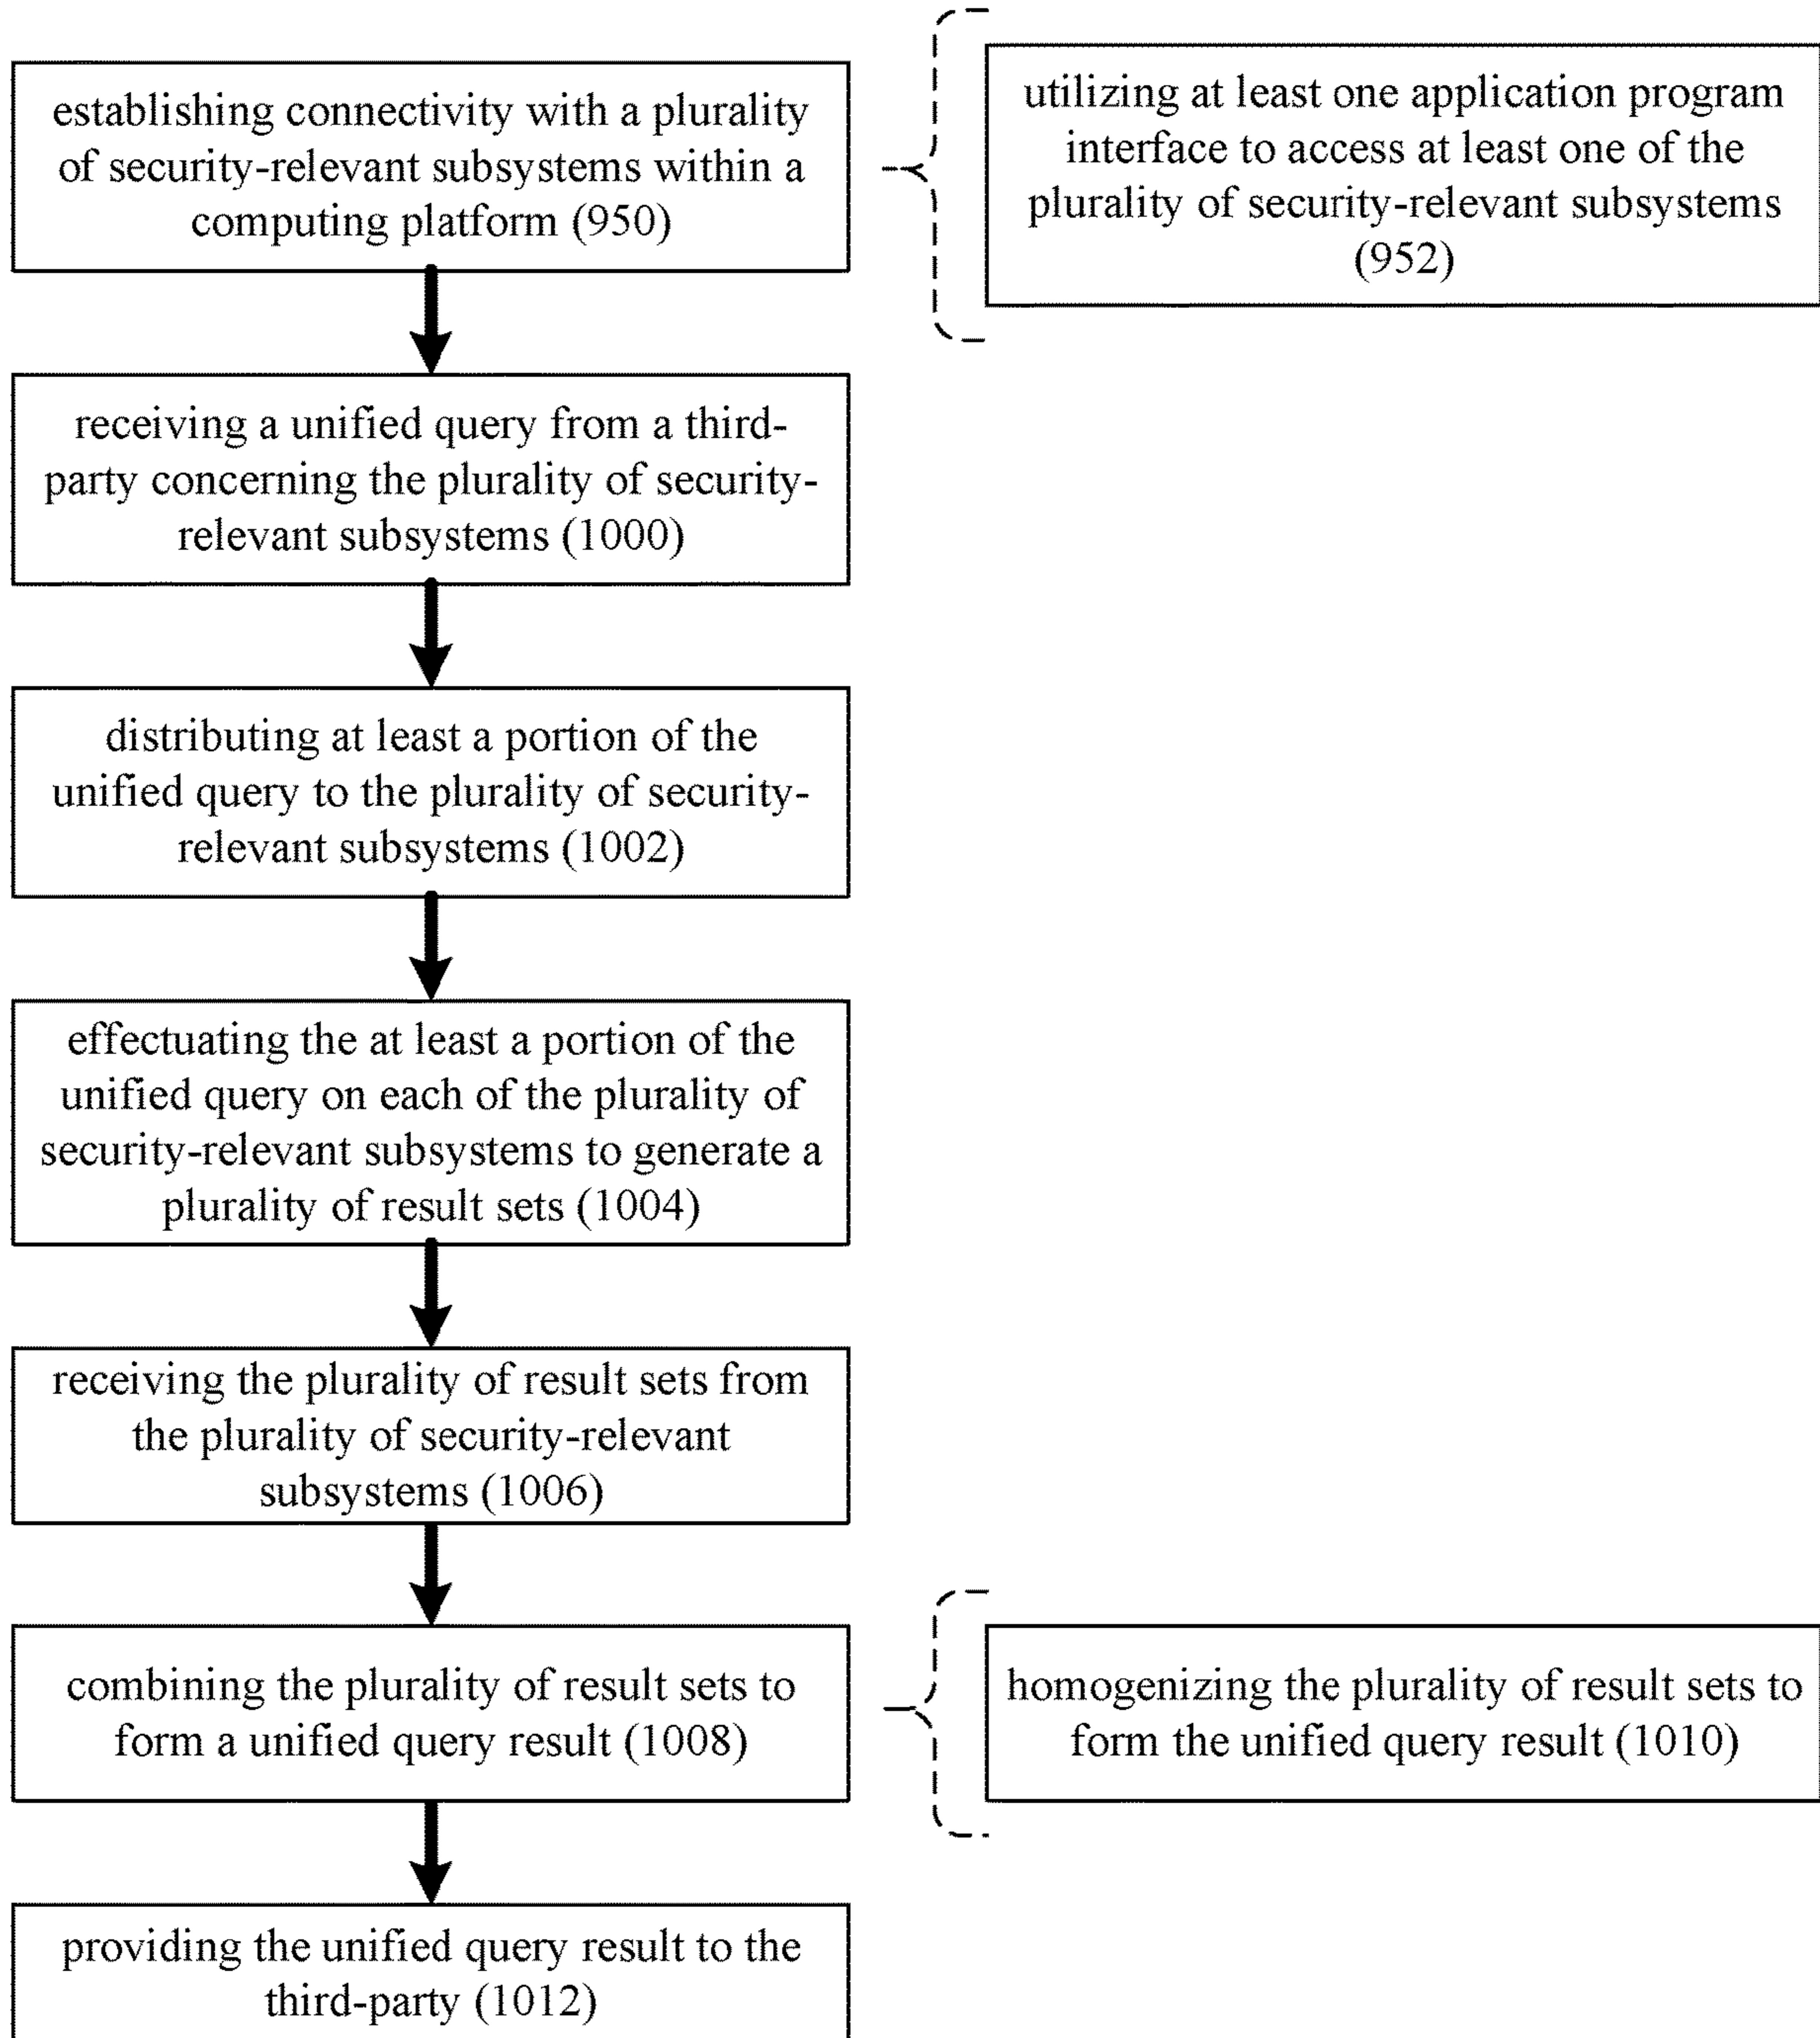 establishing connectivity with a plurality
of security-relevant subsystems within a
computing platform (950)
utilizing at least one application program
interface to access at least one of the
plurality of security-relevant subsystems
(952)
receiving a unified query from a third-
party concerning the plurality of security-
relevant subsystems (1000)
distributing at least a portion of the
unified query to the plurality of security-
relevant subsystems (1002)
effectuating the at least a portion of the
unified query on each of the plurality of
security-relevant subsystems to generate a
plurality of result sets (1004)
receiving the plurality of result sets from
the plurality of security-relevant
subsystems (1006)
combining the plurality of result sets to
form a unified query result (1008)
homogenizing the plurality of result sets to
form the unified query result (1010)
providing the unified query result to the
third-party (1012)